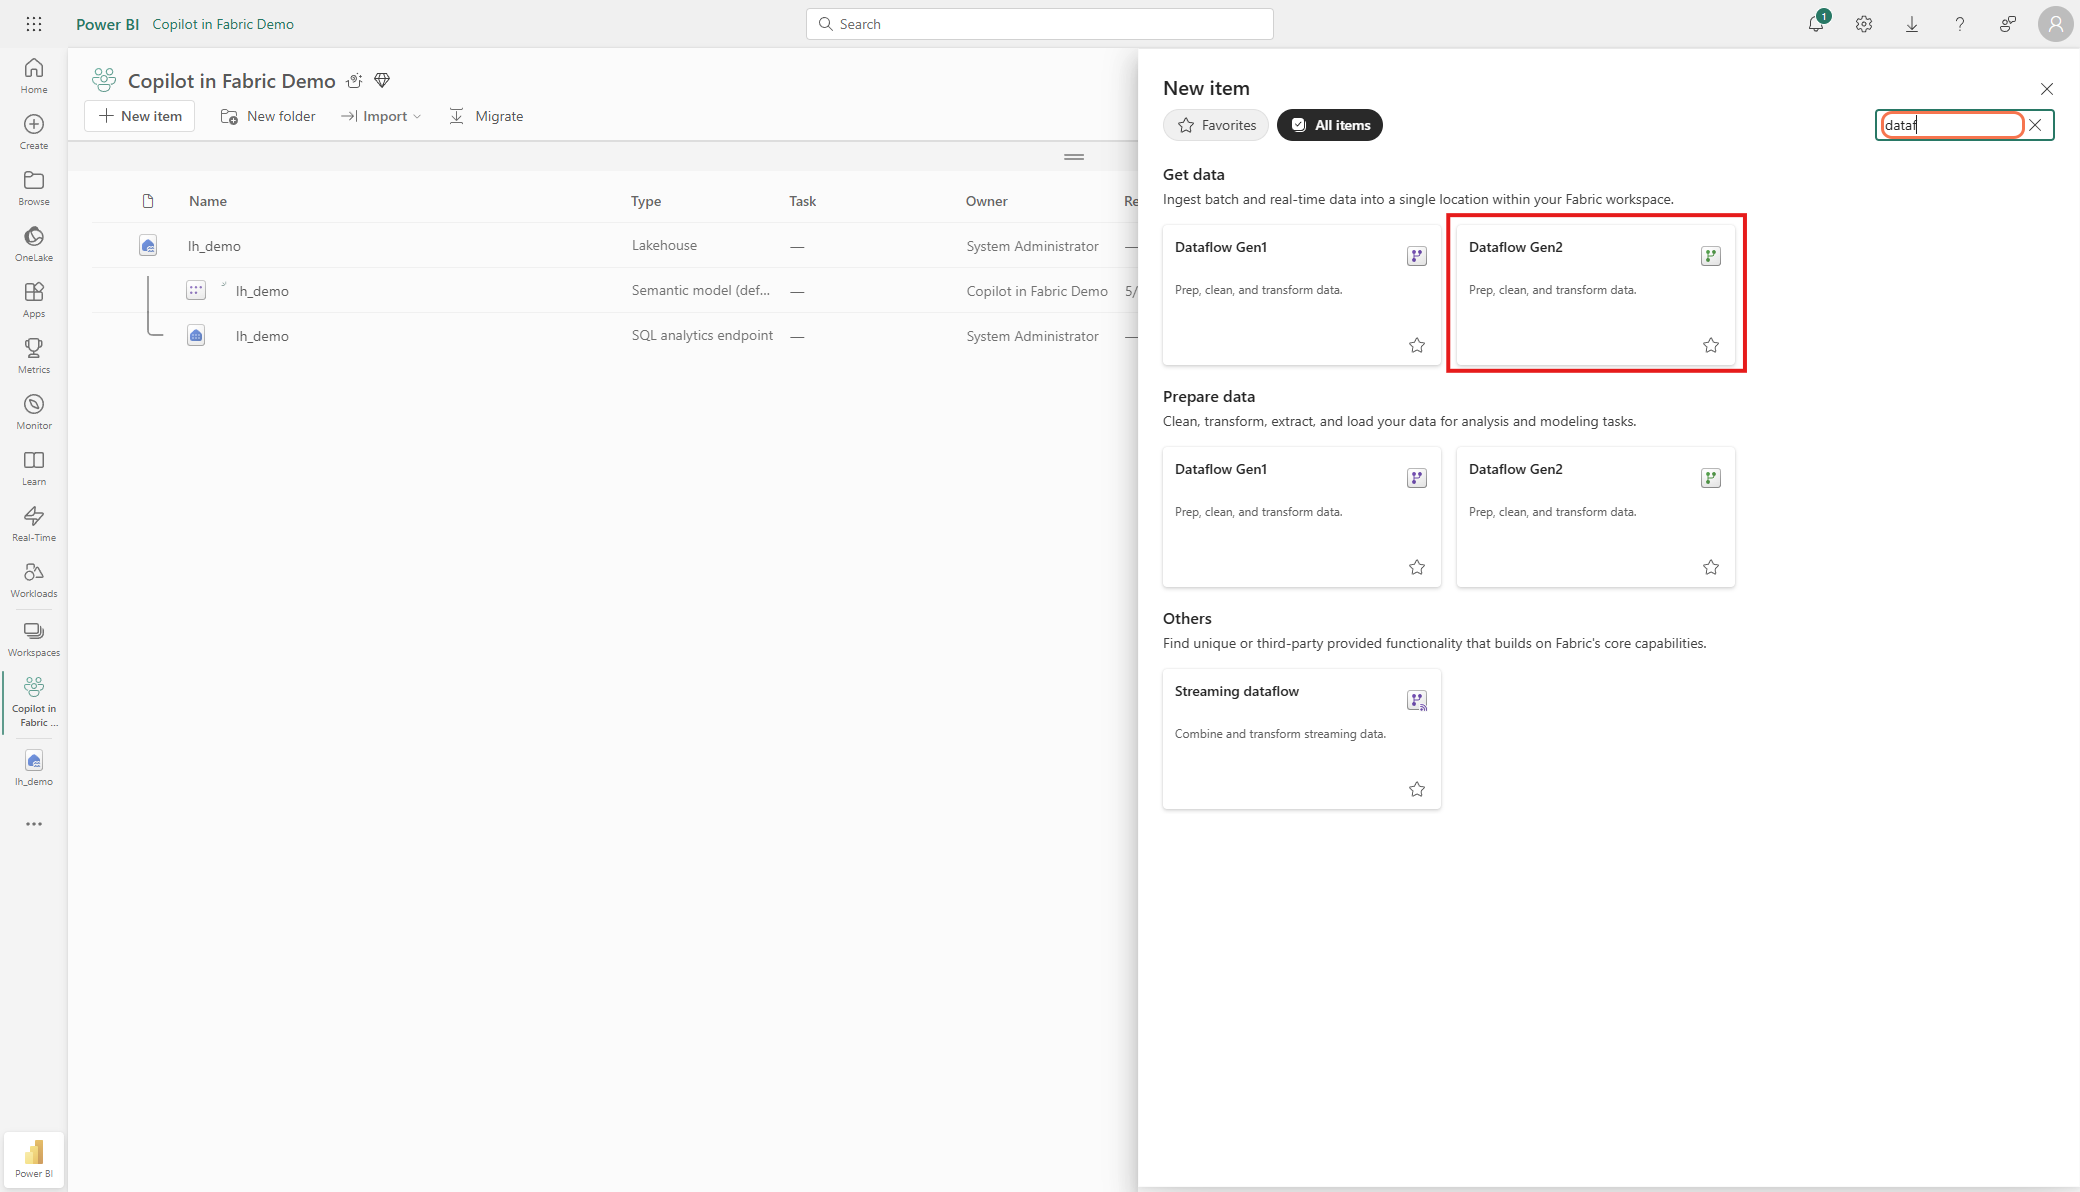 Power BI Copilot in Fabric Demo
Search
1
Home
Create
Browse
OneLake
Apps
Metrics
Monitor
Learn
Real-Time
Workloads
Workspaces
Copilot in
Fabric ...
lh_demo
Power BI
Copilot in Fabric Demo
New item New folder Import Migrate
Name Type Task Owner Re
lh_demo Lakehouse — System Administrator —
lh_demo Semantic model (def... — Copilot in Fabric Demo 5/
lh_demo SQL analytics endpoint — System Administrator —
New item
Favorites All items dataf
Get data
Ingest batch and real-time data into a single location within your Fabric workspace.
Dataflow Gen1 Dataflow Gen2
Prep, clean, and transform data. Prep, clean, and transform data.
Prepare data
Clean, transform, extract, and load your data for analysis and modeling tasks.
Dataflow Gen1 Dataflow Gen2
Prep, clean, and transform data. Prep, clean, and transform data.
Others
Find unique or third-party provided functionality that builds on Fabric's core capabilities.
Streaming dataflow
Combine and transform streaming data.